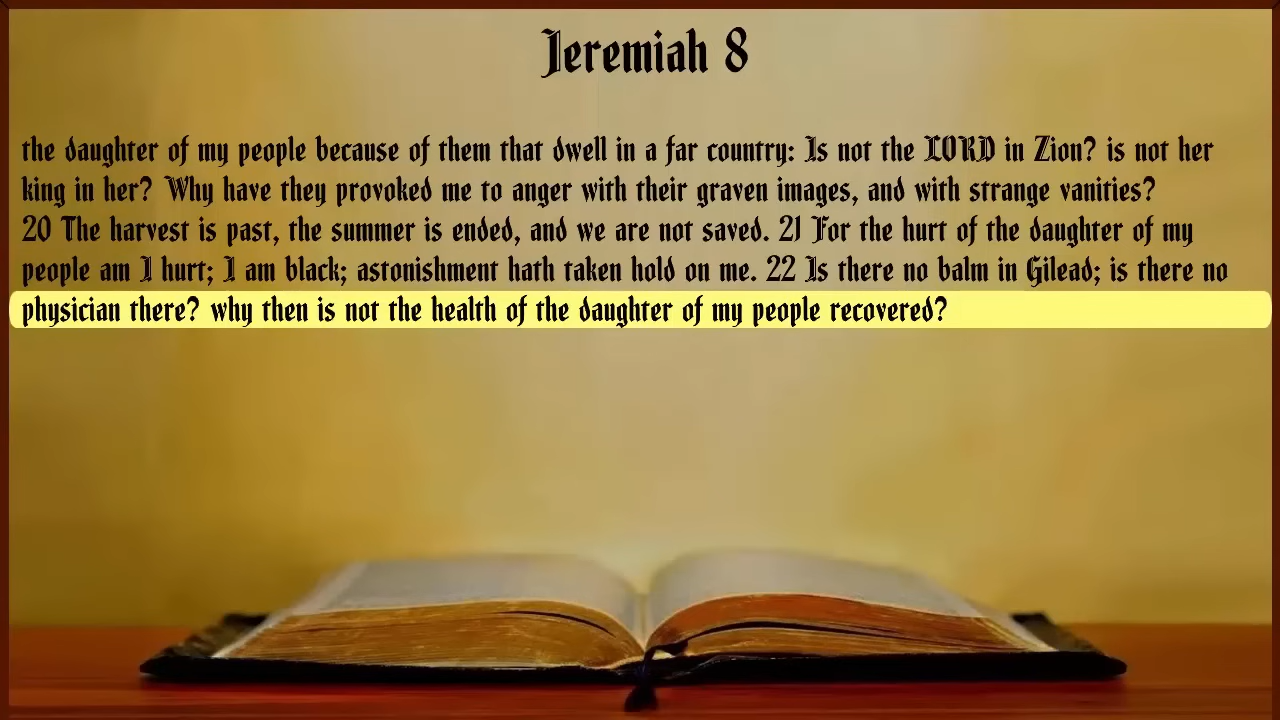 Jeremiah 8
the daughter of my people because of them that dwell in a far country: Is not the LORD in Zion? is not her
king in her? Why have they provoked me to anger with their graven images, and with strange vanities?
20 The harvest is past, the summer is ended, and we are not saved. 21 For the hurt of the daughter of my
people am I hurt; I am black; astonishment hath taken hold on me. 22 Is there no balm in Gilead; is there no
physician there? why then is not the health of the daughter of my people recovered?